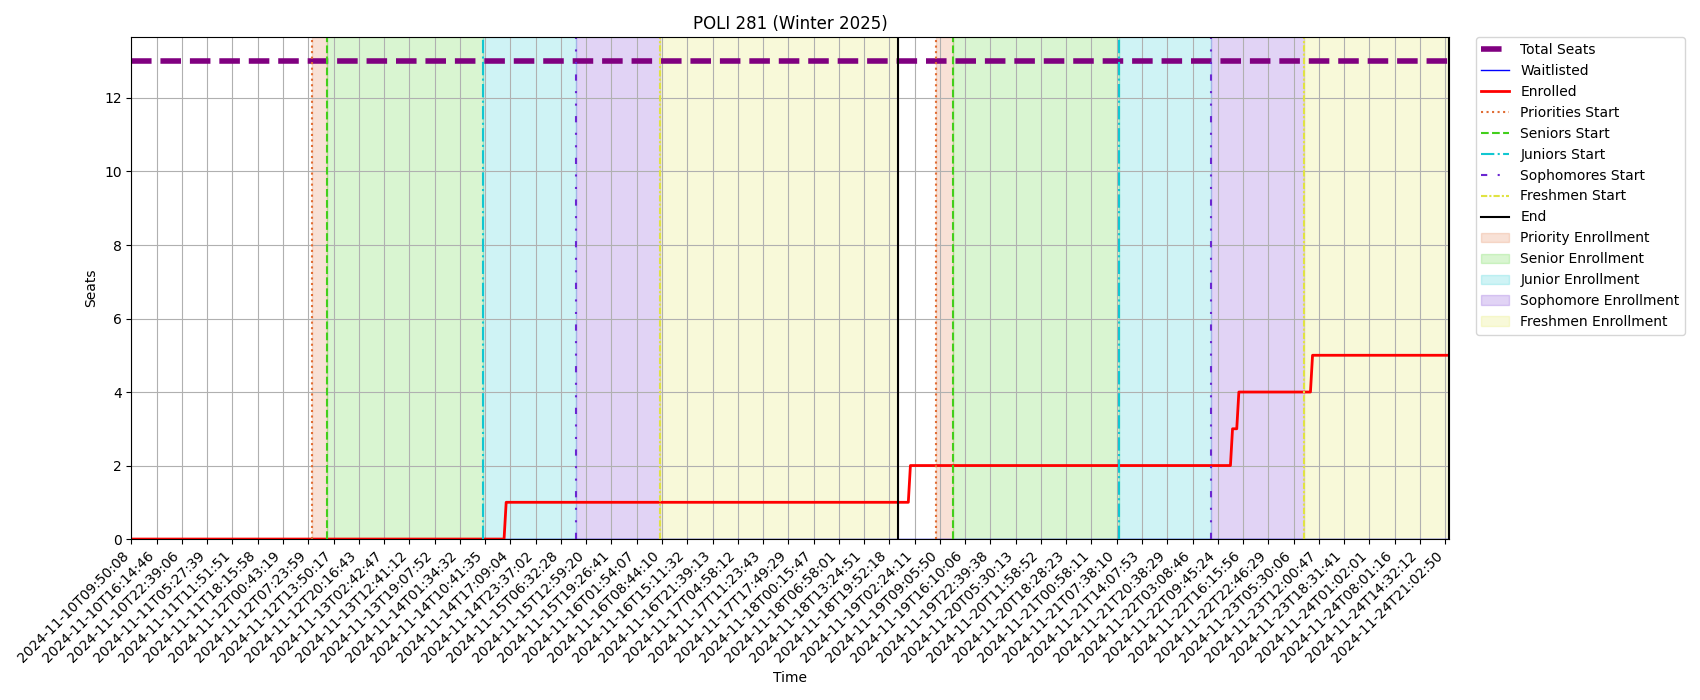 POLI 281 (Winter 2025)
Seats
12
10
8
6
4
2
0
2024-11-10T09:50:08
2024-11-10T16:14:46
2024-11-10T22:39:06
2024-11-11T05:27:39
2024-11-11T11:51:51
2024-11-11T18:15:58
2024-11-12T00:43:19
2024-11-12T07:23:59
2024-11-12T13:50:17
2024-11-12T20:16:43
2024-11-13T02:42:47
2024-11-13T12:41:12
2024-11-13T19:07:52
2024-11-14T01:34:32
2024-11-14T10:41:35
2024-11-14T17:09:04
2024-11-14T23:37:02
2024-11-15T06:32:28
2024-11-15T12:59:20
2024-11-15T19:26:41
2024-11-16T01:54:07
2024-11-16T08:44:10
2024-11-16T15:11:32
2024-11-16T21:39:13
2024-11-17T04:58:12
2024-11-17T11:23:43
2024-11-17T17:49:29
2024-11-18T00:15:47
2024-11-18T06:58:01
2024-11-18T13:24:51
2024-11-18T19:52:18
2024-11-19T02:24:11
2024-11-19T09:05:50
2024-11-19T16:10:06
2024-11-19T22:39:38
2024-11-20T05:30:13
2024-11-20T11:58:52
2024-11-20T18:28:23
2024-11-21T00:58:11
2024-11-21T07:38:10
2024-11-21T14:07:53
2024-11-21T20:38:29
2024-11-22T03:08:46
2024-11-22T09:45:24
2024-11-22T16:15:56
2024-11-22T22:46:29
2024-11-23T05:30:06
2024-11-23T12:00:47
2024-11-23T18:31:41
2024-11-24T01:02:01
2024-11-24T08:01:16
2024-11-24T14:32:12
2024-11-24T21:02:50
Time
Total Seats
Waitlisted
Enrolled
Priorities Start
Seniors Start
Juniors Start
Sophomores Start
Freshmen Start
End
Priority Enrollment
Senior Enrollment
Junior Enrollment
Sophomore Enrollment
Freshmen Enrollment